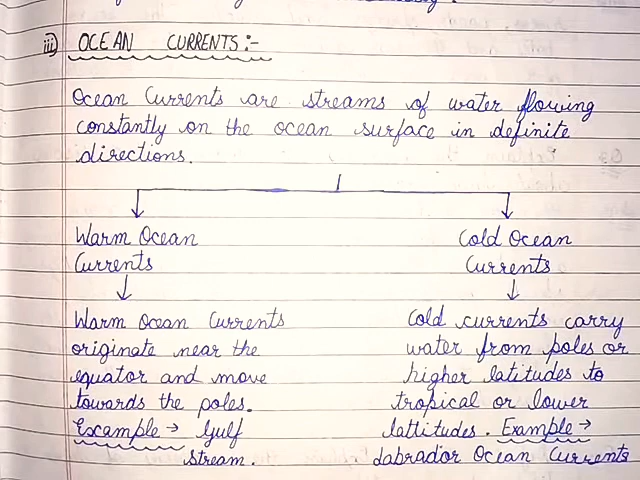 iii) OCEAN CURRENTS:-
Ocean Currents are streams of water flowing
constantly on the ocean surface in definite
directions.
Warm Ocean
Currents
Warm Ocean Currents
originate near the
equator and move
towards the poles.
Escample → Gulf
Stream.
Cold Ocean
Currents
Cold currents carry
water from poles or
higher latitudes to
tropical or lower
lattitudes. Example →
Labrador Ocean Currents